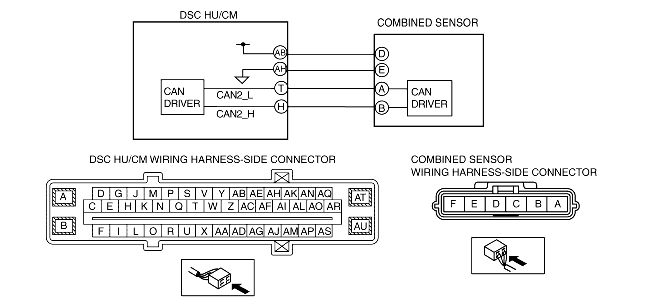 DSC HU/CM
COMBINED SENSOR
AB
D
AH
E
CAN
DRIVER
CAN2_L
T
A
CAN
DRIVER
CAN2_H
H
B
DSC HU/CM WIRING HARNESS-SIDE CONNECTOR
COMBINED SENSOR
WIRING HARNESS-SIDE CONNECTOR
A
D G J M P S V Y AB AE AH AK AN AQ
AT
C E H K N Q T W Z AC AF AI AL AO AR
B
F I L O R U X AA AD AG AJ AM AP AS
AU
F E D C B A